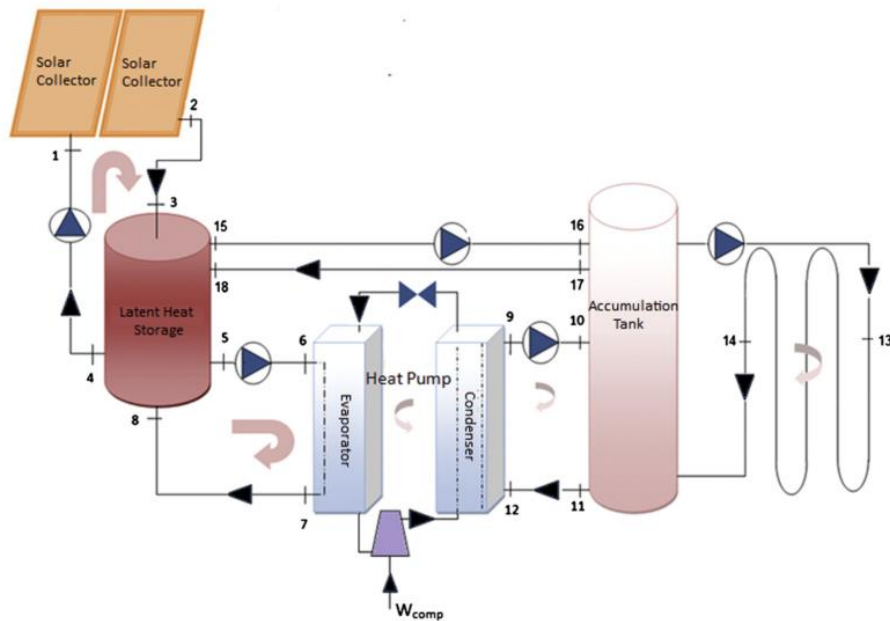 Solar
Collector
Solar
Collector
2
1
3
15
16
18
17
Latent Heat
Storage
Accumulation
Tank
5
6
9
10
14
13
4
Heat Pump
Evaporator
Condenser
8
7
12
11
Wcomp